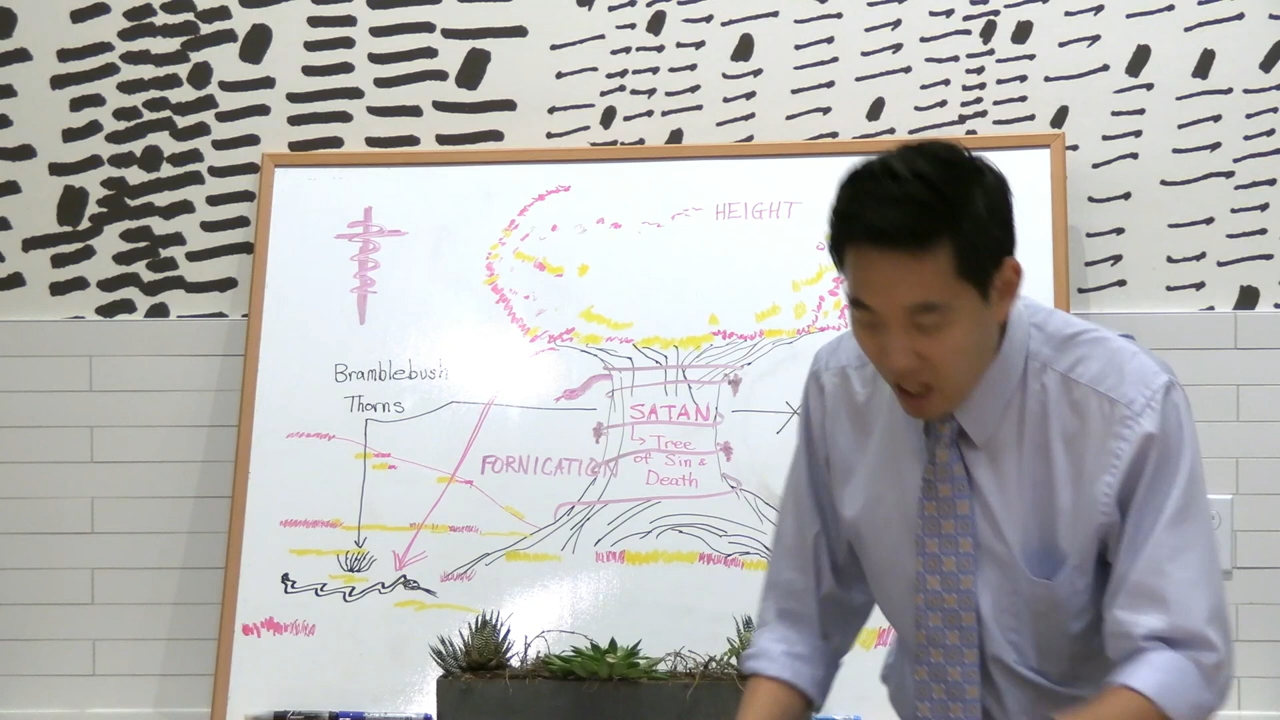 HEIGHT
Bramblebush
Thorns
SATAN
Tree
of Sin &
Death
FORNICATION